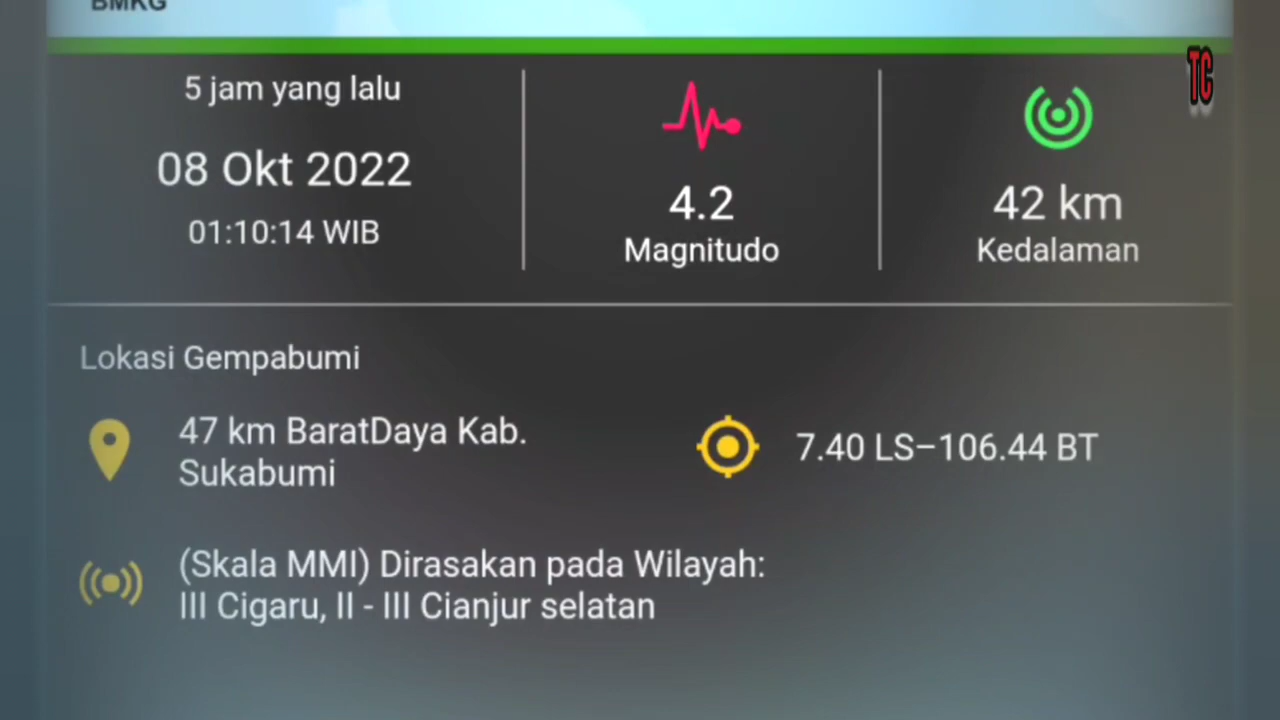 BMKG
TC
5 jam yang lalu
08 Okt 2022
01:10:14 WIB
4.2
Magnitudo
42 km
Kedalaman
Lokasi Gempabumi
47 km BaratDaya Kab.
Sukabumi
7.40 LS–106.44 BT
(Skala MMI) Dirasakan pada Wilayah:
III Cigaru, II - III Cianjur selatan